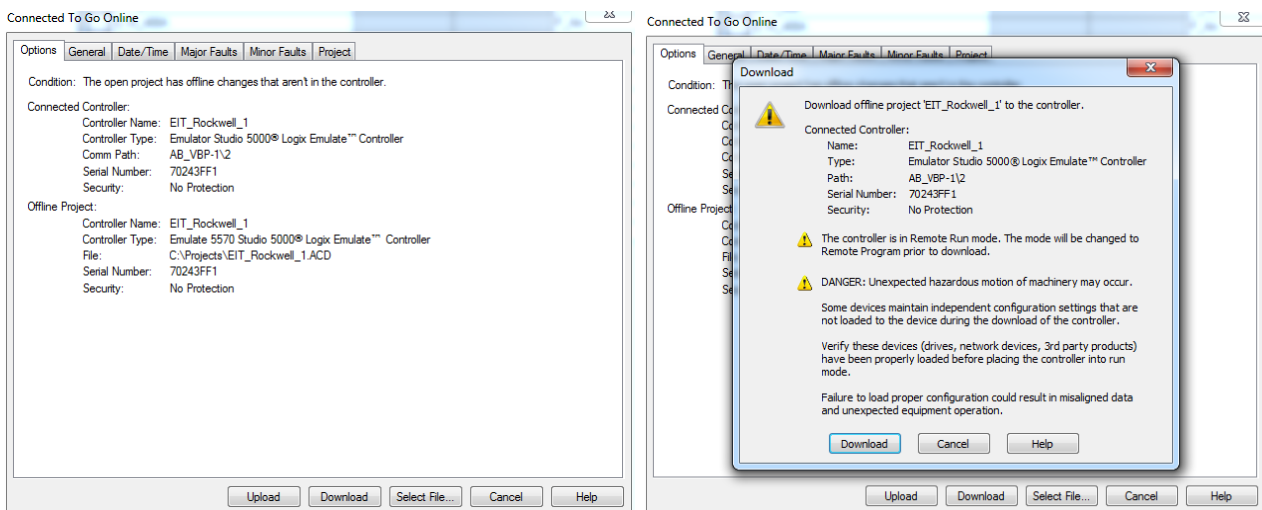 Connected To Go Online
Options General Date/Time Major Faults Minor Faults Project
Condition: The open project has offline changes that aren't in the controller.
Connected Controller:
Controller Name: EIT_Rockwell_1
Controller Type: Emulator Studio 5000® Logix Emulate™ Controller
Comm Path: AB_VBP-1\2
Serial Number: 70243FF1
Security: No Protection
Offline Project:
Controller Name: EIT_Rockwell_1
Controller Type: Emulate 5570 Studio 5000® Logix Emulate™ Controller
File: C:\Projects\EIT_Rockwell_1.ACD
Serial Number: 70243FF1
Security: No Protection
Upload Download Select File... Cancel Help
Connected To Go Online
Options General Date/Time Major Faults Minor Faults Project
Condition: Th
Connected Co
Offline Project
Download
Download offline project 'EIT_Rockwell_1' to the controller.
Connected Controller:
Name: EIT_Rockwell_1
Type: Emulator Studio 5000® Logix Emulate™ Controller
Path: AB_VBP-1\2
Serial Number: 70243FF1
Security: No Protection
The controller is in Remote Run mode. The mode will be changed to
Remote Program prior to download.
DANGER: Unexpected hazardous motion of machinery may occur.
Some devices maintain independent configuration settings that are
not loaded to the device during the download of the controller.
Verify these devices (drives, network devices, 3rd party products)
have been properly loaded before placing the controller into run
mode.
Failure to load proper configuration could result in misaligned data
and unexpected equipment operation.
Download Cancel Help
Upload Download Select File... Cancel Help